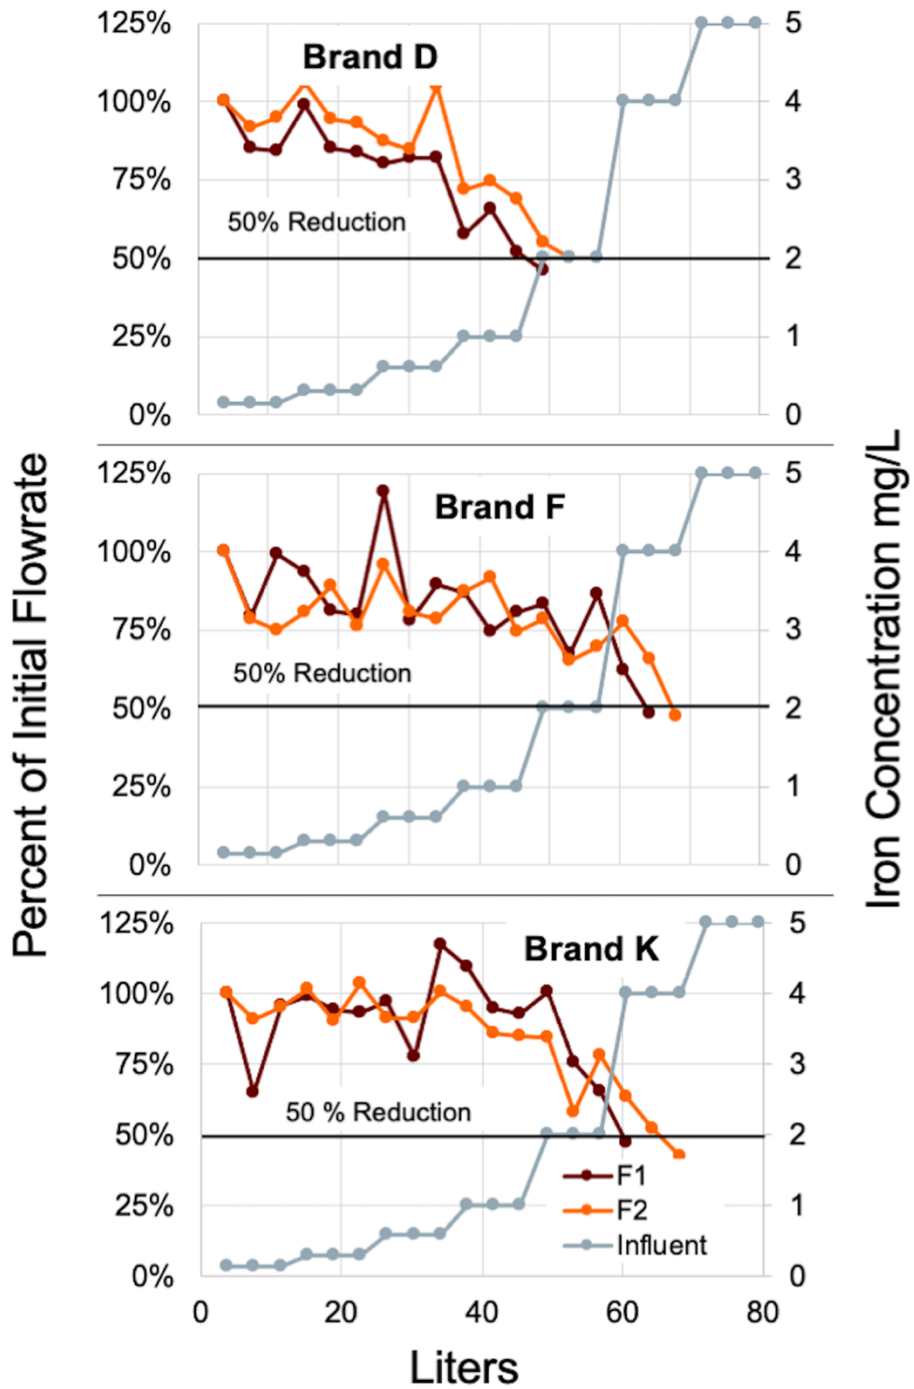 125%
5
Brand D
100%
4
75%
3
50% Reduction
50%
2
25%
1
0%
0
Percent of Initial Flowrate
Iron Concentration mg/L
125%
5
Brand F
100%
4
75%
3
50% Reduction
50%
2
25%
1
0%
0
125%
5
Brand K
100%
4
75%
3
50 % Reduction
50%
2
F1
25%
1
F2
Influent
0%
0
0 20 40 60 80
Liters